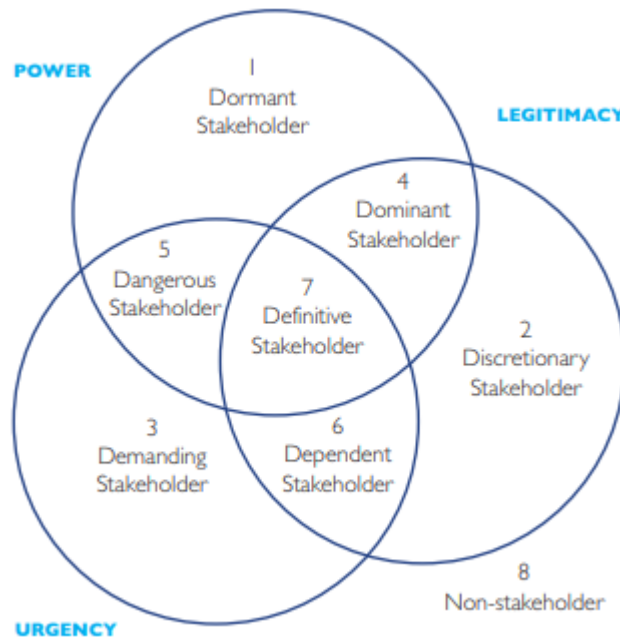 POWER
1
Dormant
Stakeholder
LEGITIMACY
4
Dominant
Stakeholder
5
Dangerous
Stakeholder
7
Definitive
Stakeholder
2
Discretionary
Stakeholder
3
Demanding
Stakeholder
6
Dependent
Stakeholder
8
Non-stakeholder
URGENCY